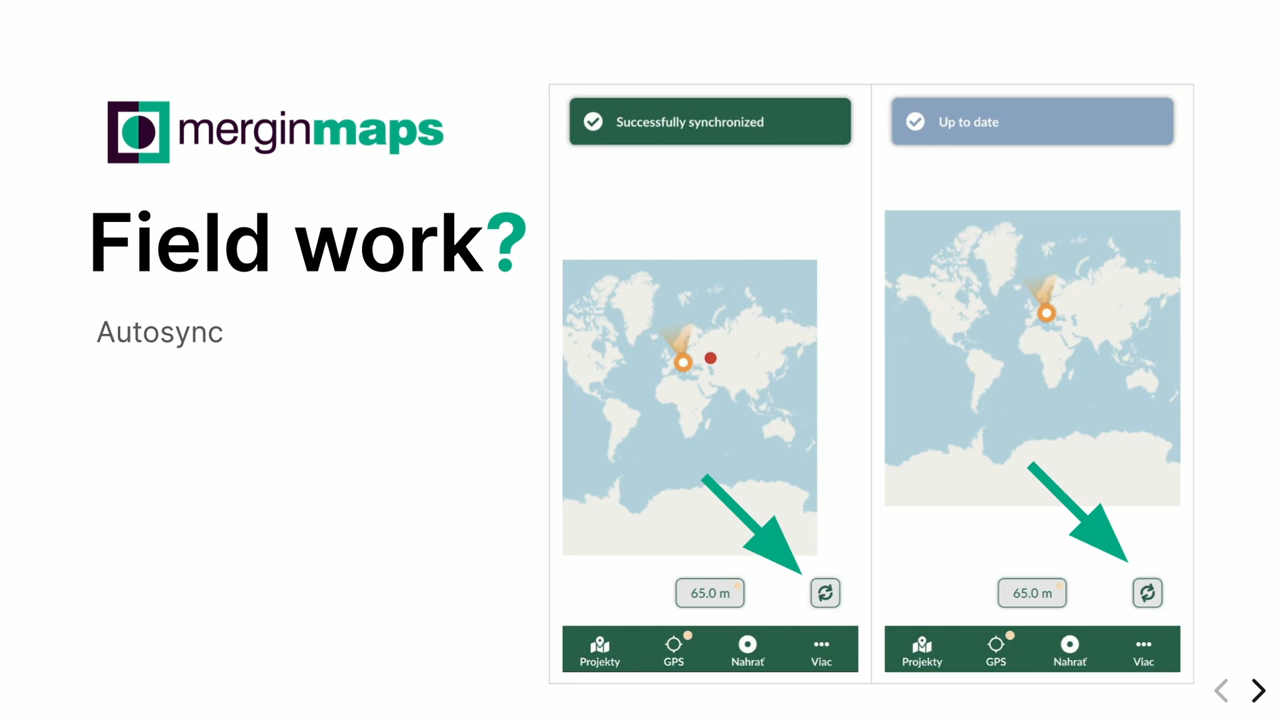 merginmaps
Field work?
Autosync
Successfully synchronized
65.0 m
Projekty
GPS
Nahrať
Viac
Up to date
65.0 m
Projekty
GPS
Nahrať
Viac